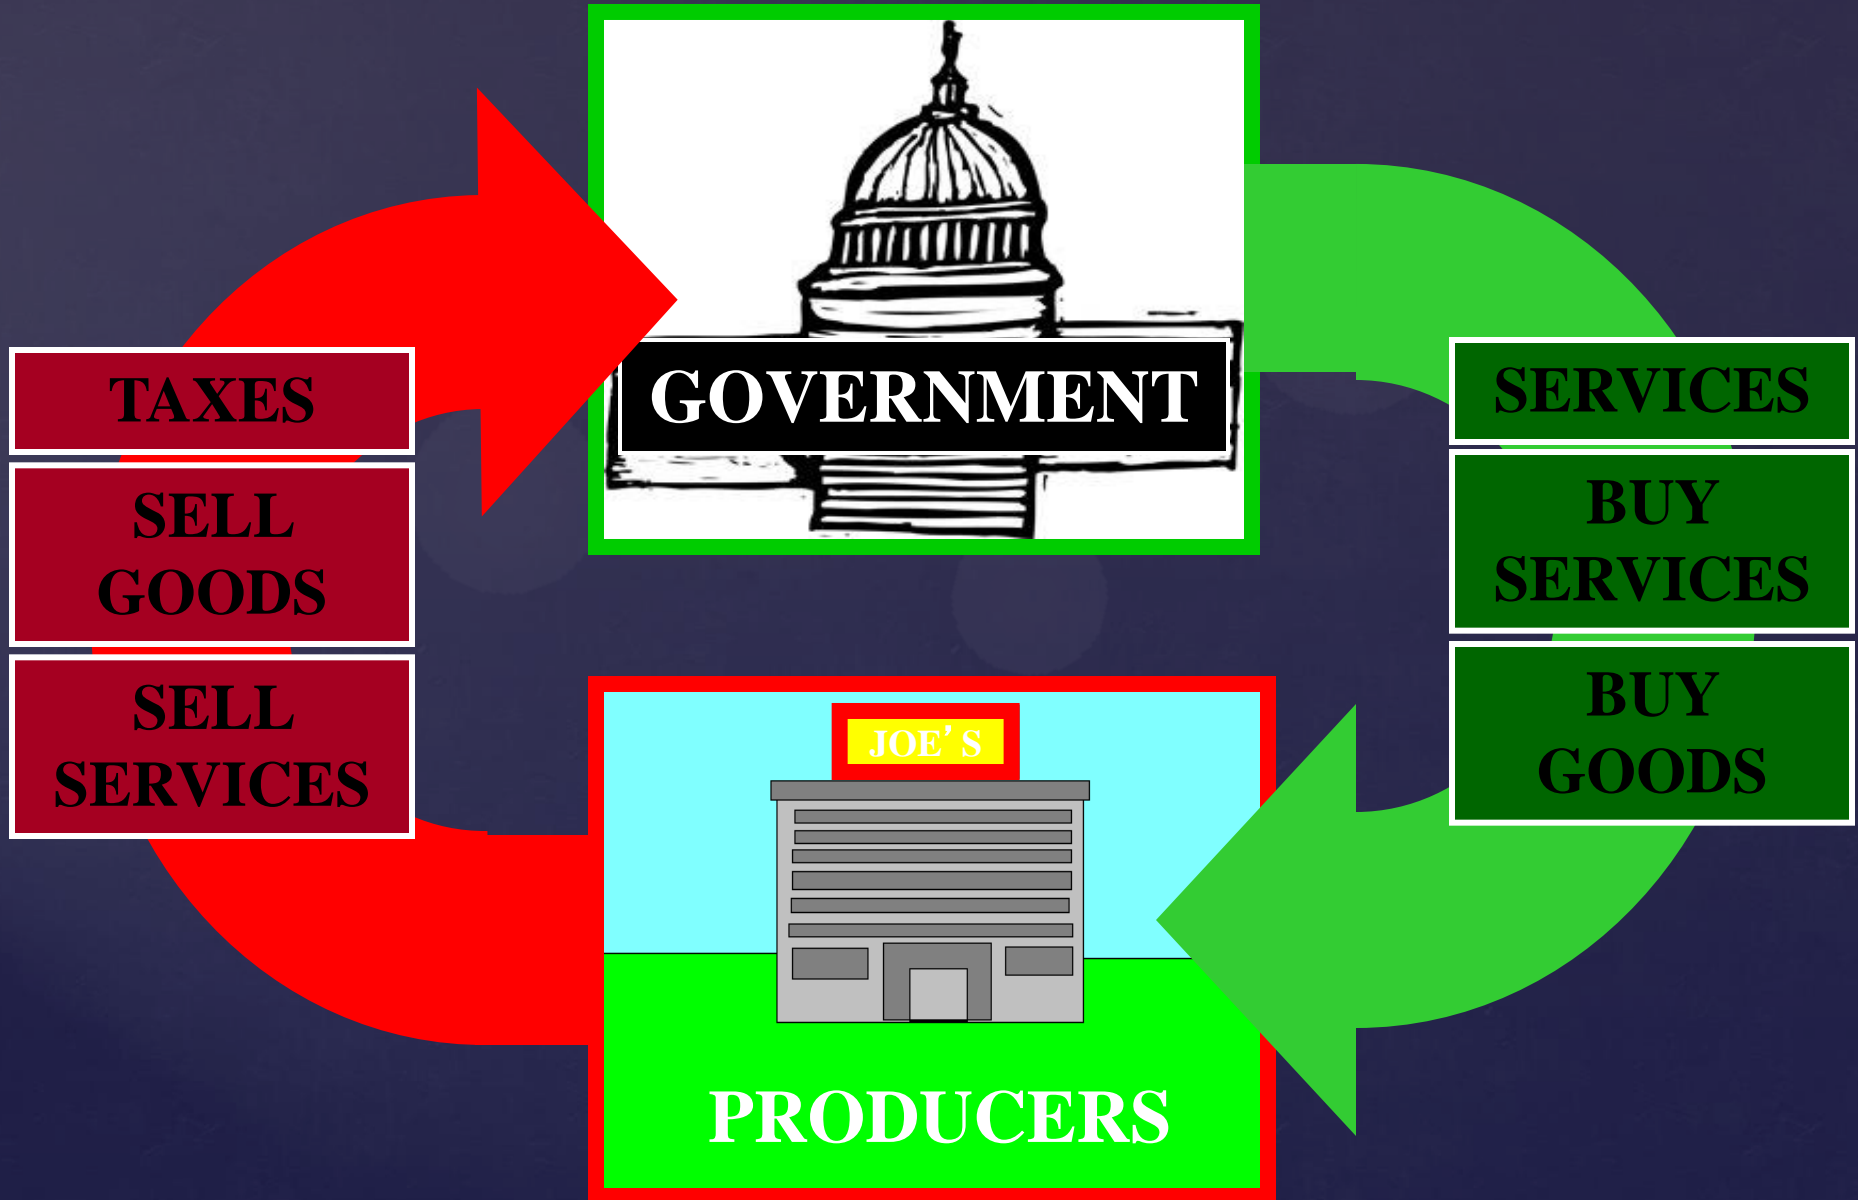 GOVERNMENT
TAXES
SELL
GOODS
SELL
SERVICES
SERVICES
BUY
SERVICES
BUY
GOODS
JOE'S
PRODUCERS